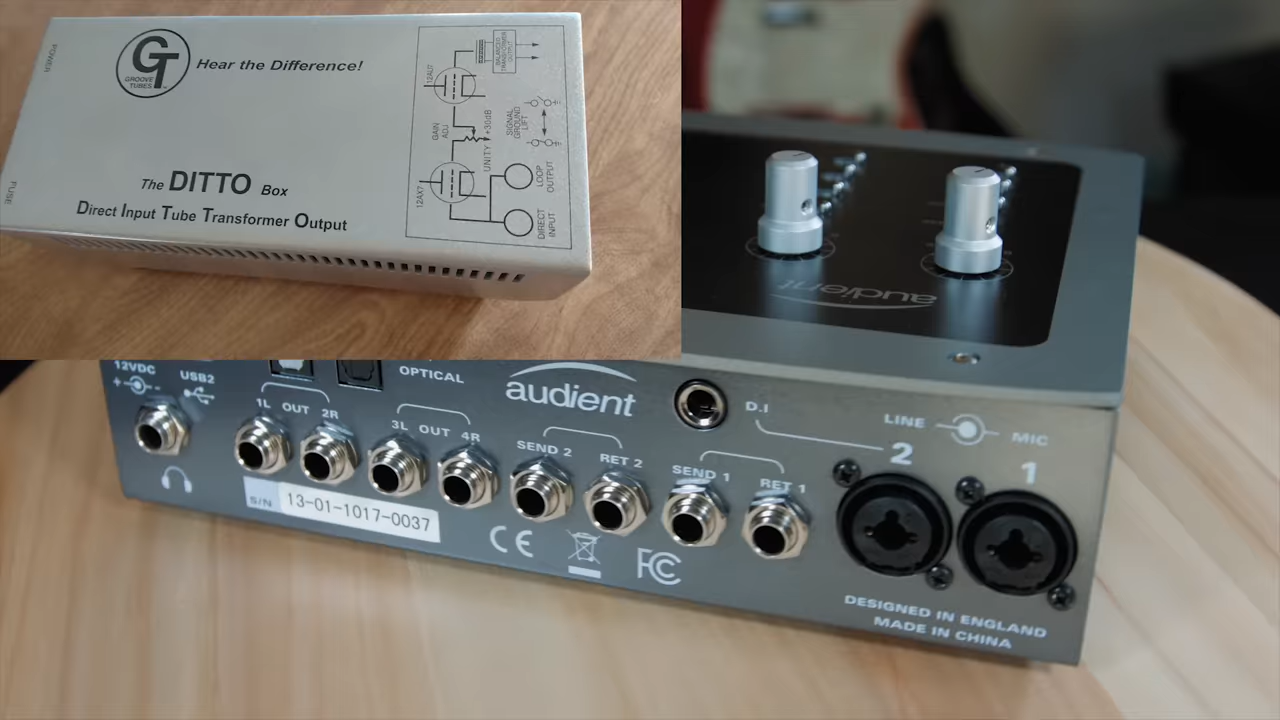 POWER
GT
GROOVE
TUBES
Hear the Difference!
FUSE
The DITTO Box
Direct Input Tube Transformer Output
12AU7
BALANCED
TRANSFORMER
OUTPUT
GAIN
ADJ
UNITY +30dB
SIGNAL
GROUND
LIFT
12AX7
LOOP
OUTPUT
DIRECT
INPUT
audient
12VDC
+ -
USB2
OPTICAL
audient
D.I
LINE MIC
2 1
1L OUT 2R
3L OUT 4R
SEND 2 RET 2
SEND 1 RET 1
S/N 13-01-1017-0037
CE FC
DESIGNED IN ENGLAND
MADE IN CHINA